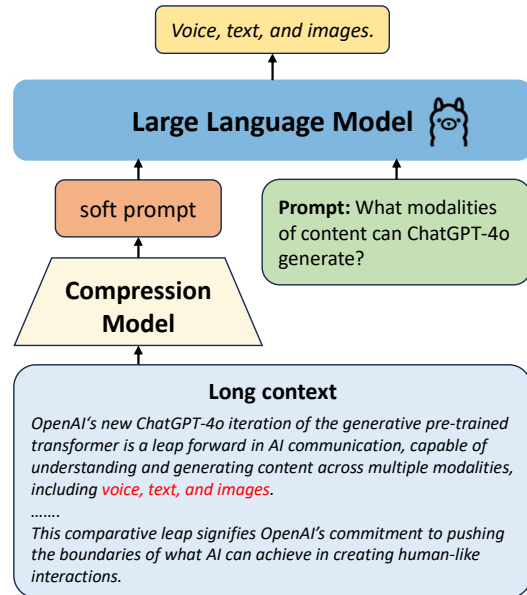 Voice, text, and images.
Large Language Model
soft prompt
Prompt: What modalities
of content can ChatGPT-4o
generate?
Compression
Model
Long context
OpenAI‘s new ChatGPT-4o iteration of the generative pre-trained
transformer is a leap forward in AI communication, capable of
understanding and generating content across multiple modalities,
including voice, text, and images.
…….
This comparative leap signifies OpenAI’s commitment to pushing
the boundaries of what AI can achieve in creating human-like
interactions.